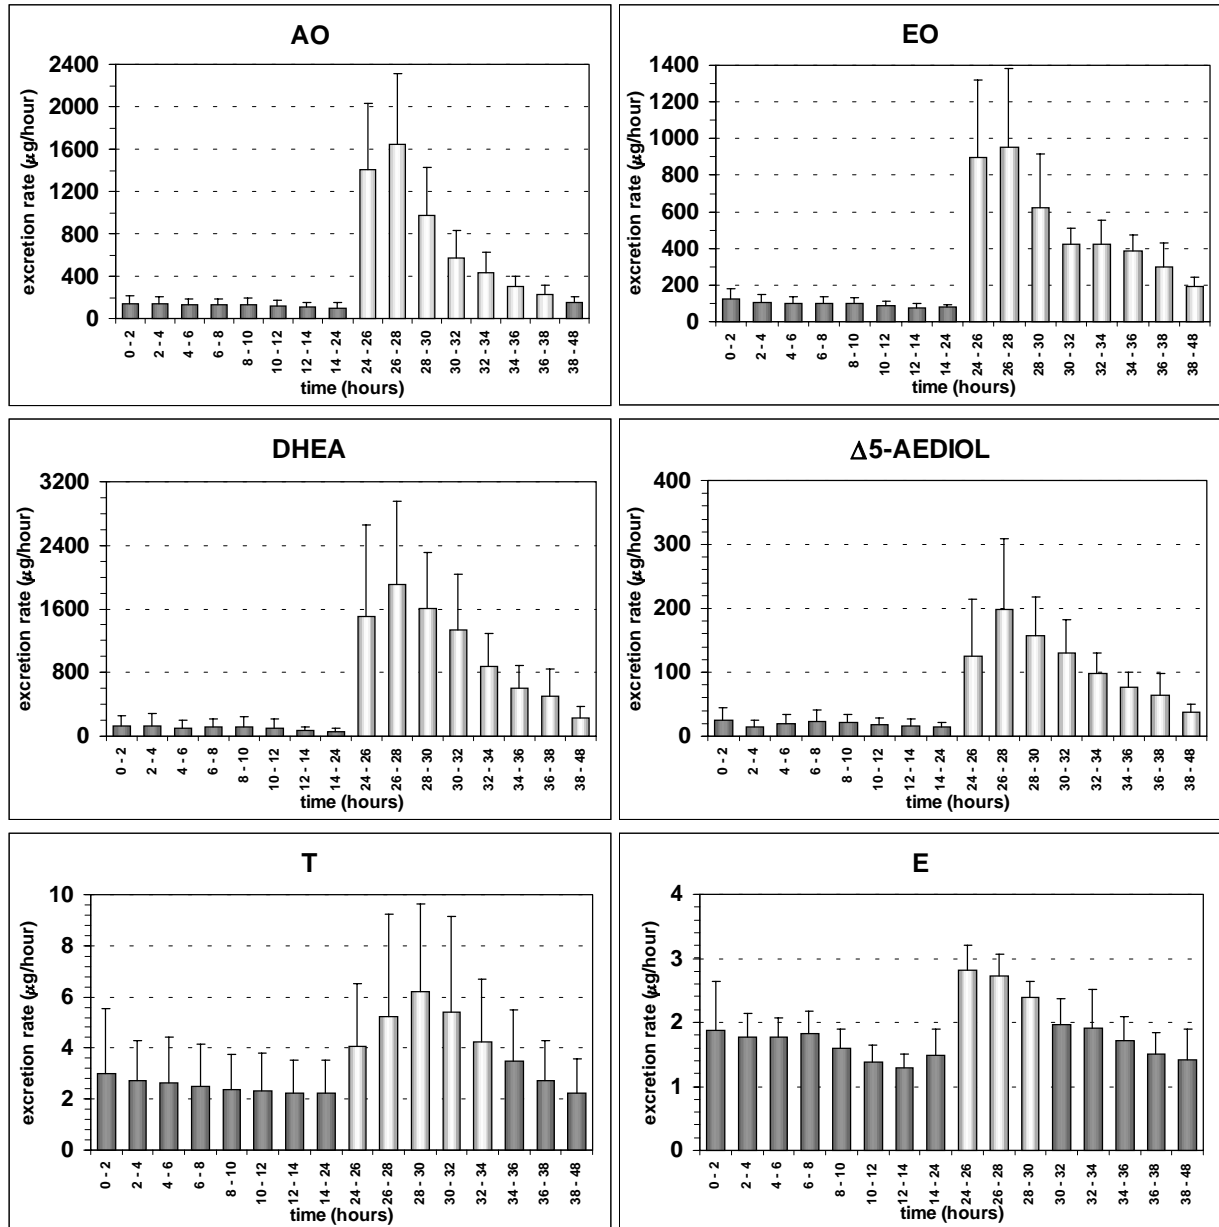 AO
excretion rate (µg/hour)
2400
2000
1600
1200
800
400
0
0 - 2
2 - 4
4 - 6
6 - 8
8 - 10
10 - 12
12 - 14
14 - 24
24 - 26
26 - 28
28 - 30
30 - 32
32 - 34
34 - 36
36 - 38
38 - 48
time (hours)
EO
excretion rate (µg/hour)
1400
1200
1000
800
600
400
200
0
0 - 2
2 - 4
4 - 6
6 - 8
8 - 10
10 - 12
12 - 14
14 - 24
24 - 26
26 - 28
28 - 30
30 - 32
32 - 34
34 - 36
36 - 38
38 - 48
time (hours)
DHEA
excretion rate (µg/hour)
3200
2400
1600
800
0
0 - 2
2 - 4
4 - 6
6 - 8
8 - 10
10 - 12
12 - 14
14 - 24
24 - 26
26 - 28
28 - 30
30 - 32
32 - 34
34 - 36
36 - 38
38 - 48
time (hours)
Δ5-AEDIOL
excretion rate (µg/hour)
400
300
200
100
0
0 - 2
2 - 4
4 - 6
6 - 8
8 - 10
10 - 12
12 - 14
14 - 24
24 - 26
26 - 28
28 - 30
30 - 32
32 - 34
34 - 36
36 - 38
38 - 48
time (hours)
T
excretion rate (µg/hour)
10
8
6
4
2
0
0 - 2
2 - 4
4 - 6
6 - 8
8 - 10
10 - 12
12 - 14
14 - 24
24 - 26
26 - 28
28 - 30
30 - 32
32 - 34
34 - 36
36 - 38
38 - 48
time (hours)
E
excretion rate (µg/hour)
4
3
2
1
0
0 - 2
2 - 4
4 - 6
6 - 8
8 - 10
10 - 12
12 - 14
14 - 24
24 - 26
26 - 28
28 - 30
30 - 32
32 - 34
34 - 36
36 - 38
38 - 48
time (hours)